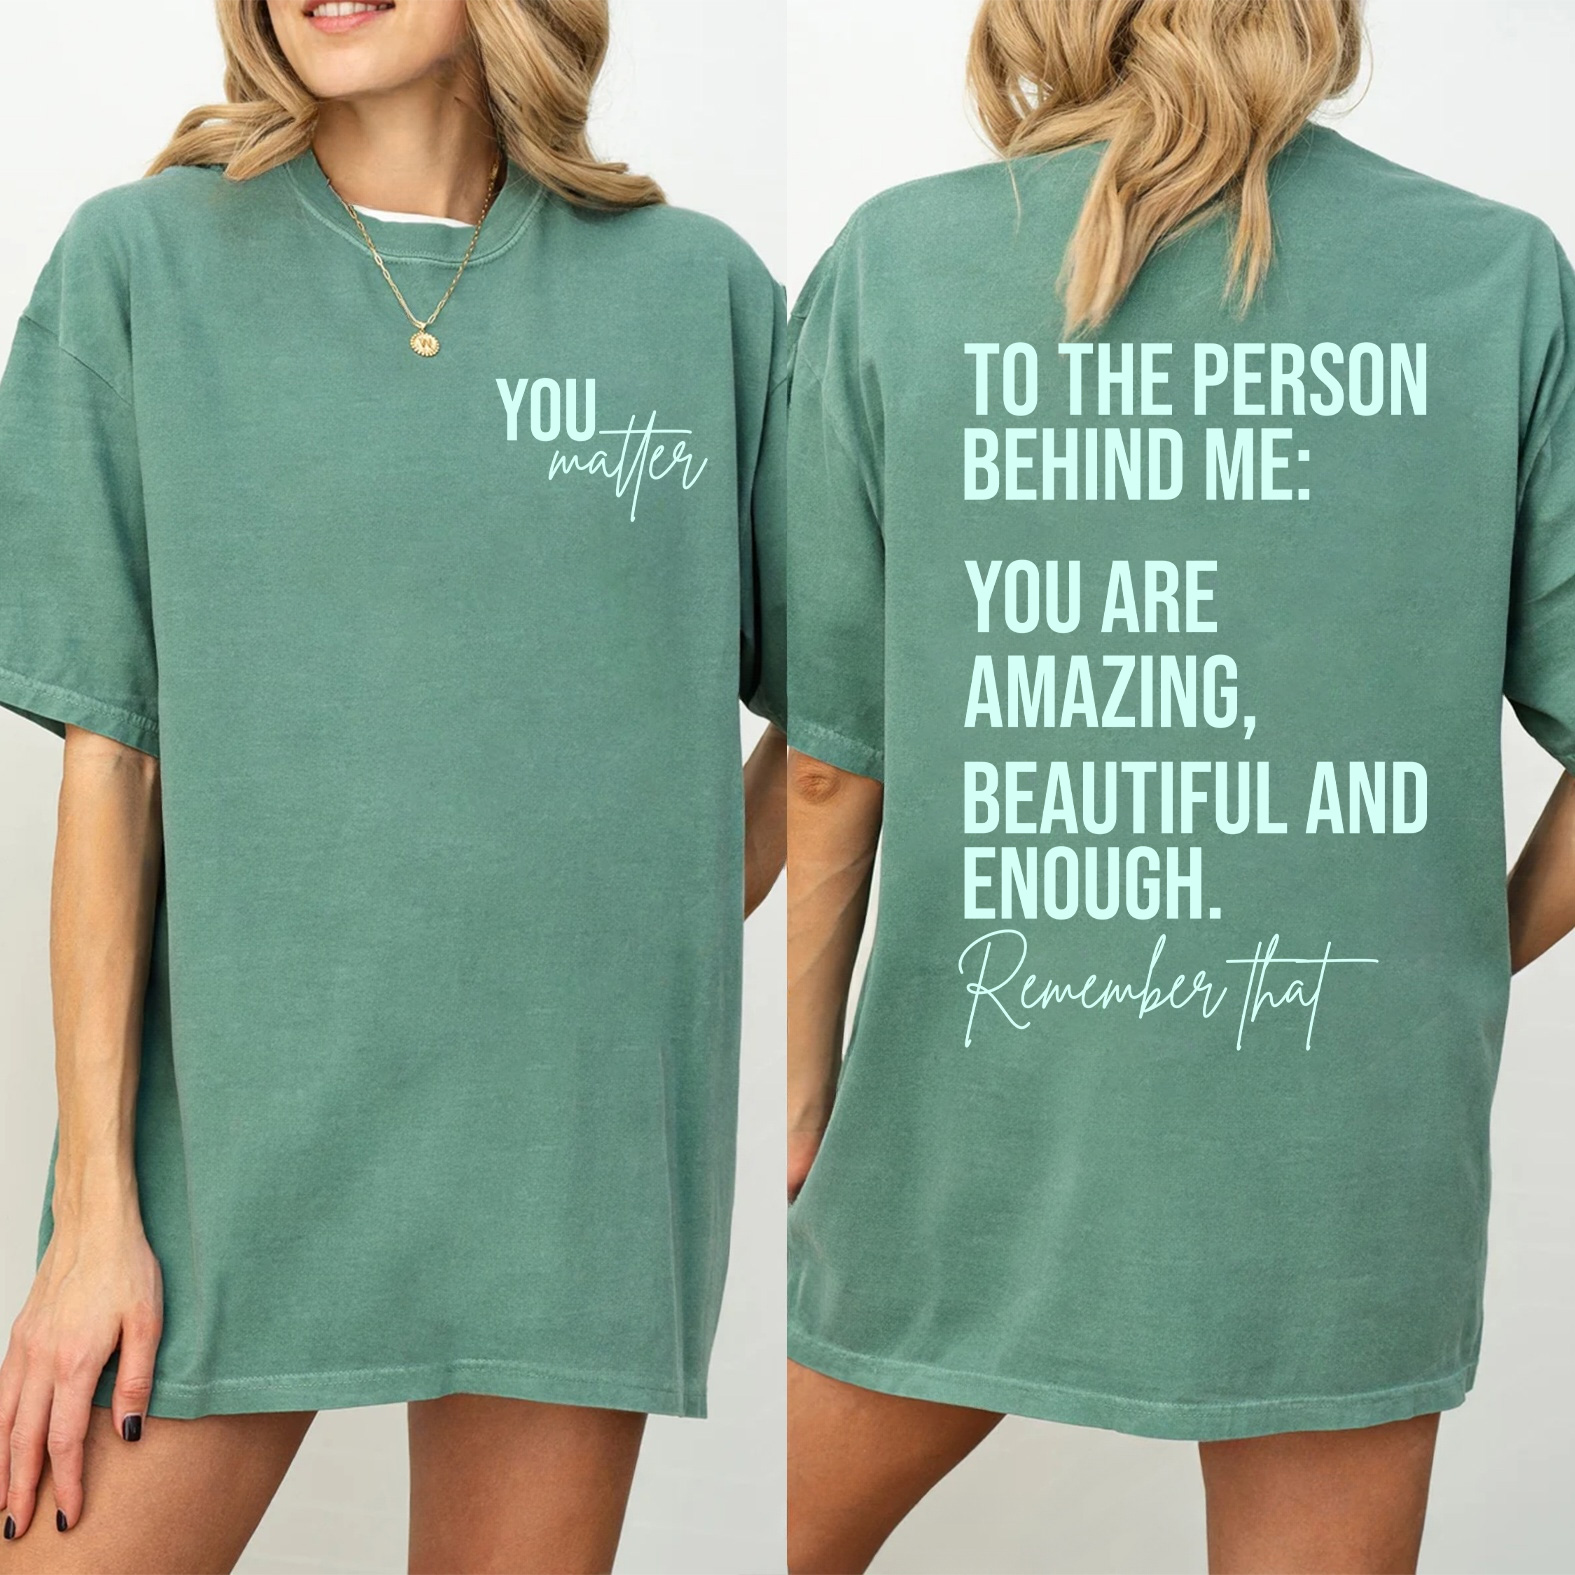 YOU
matter
TO THE PERSON
BEHIND ME:
YOU ARE
AMAZING,
BEAUTIFUL AND
ENOUGH.
Remember that